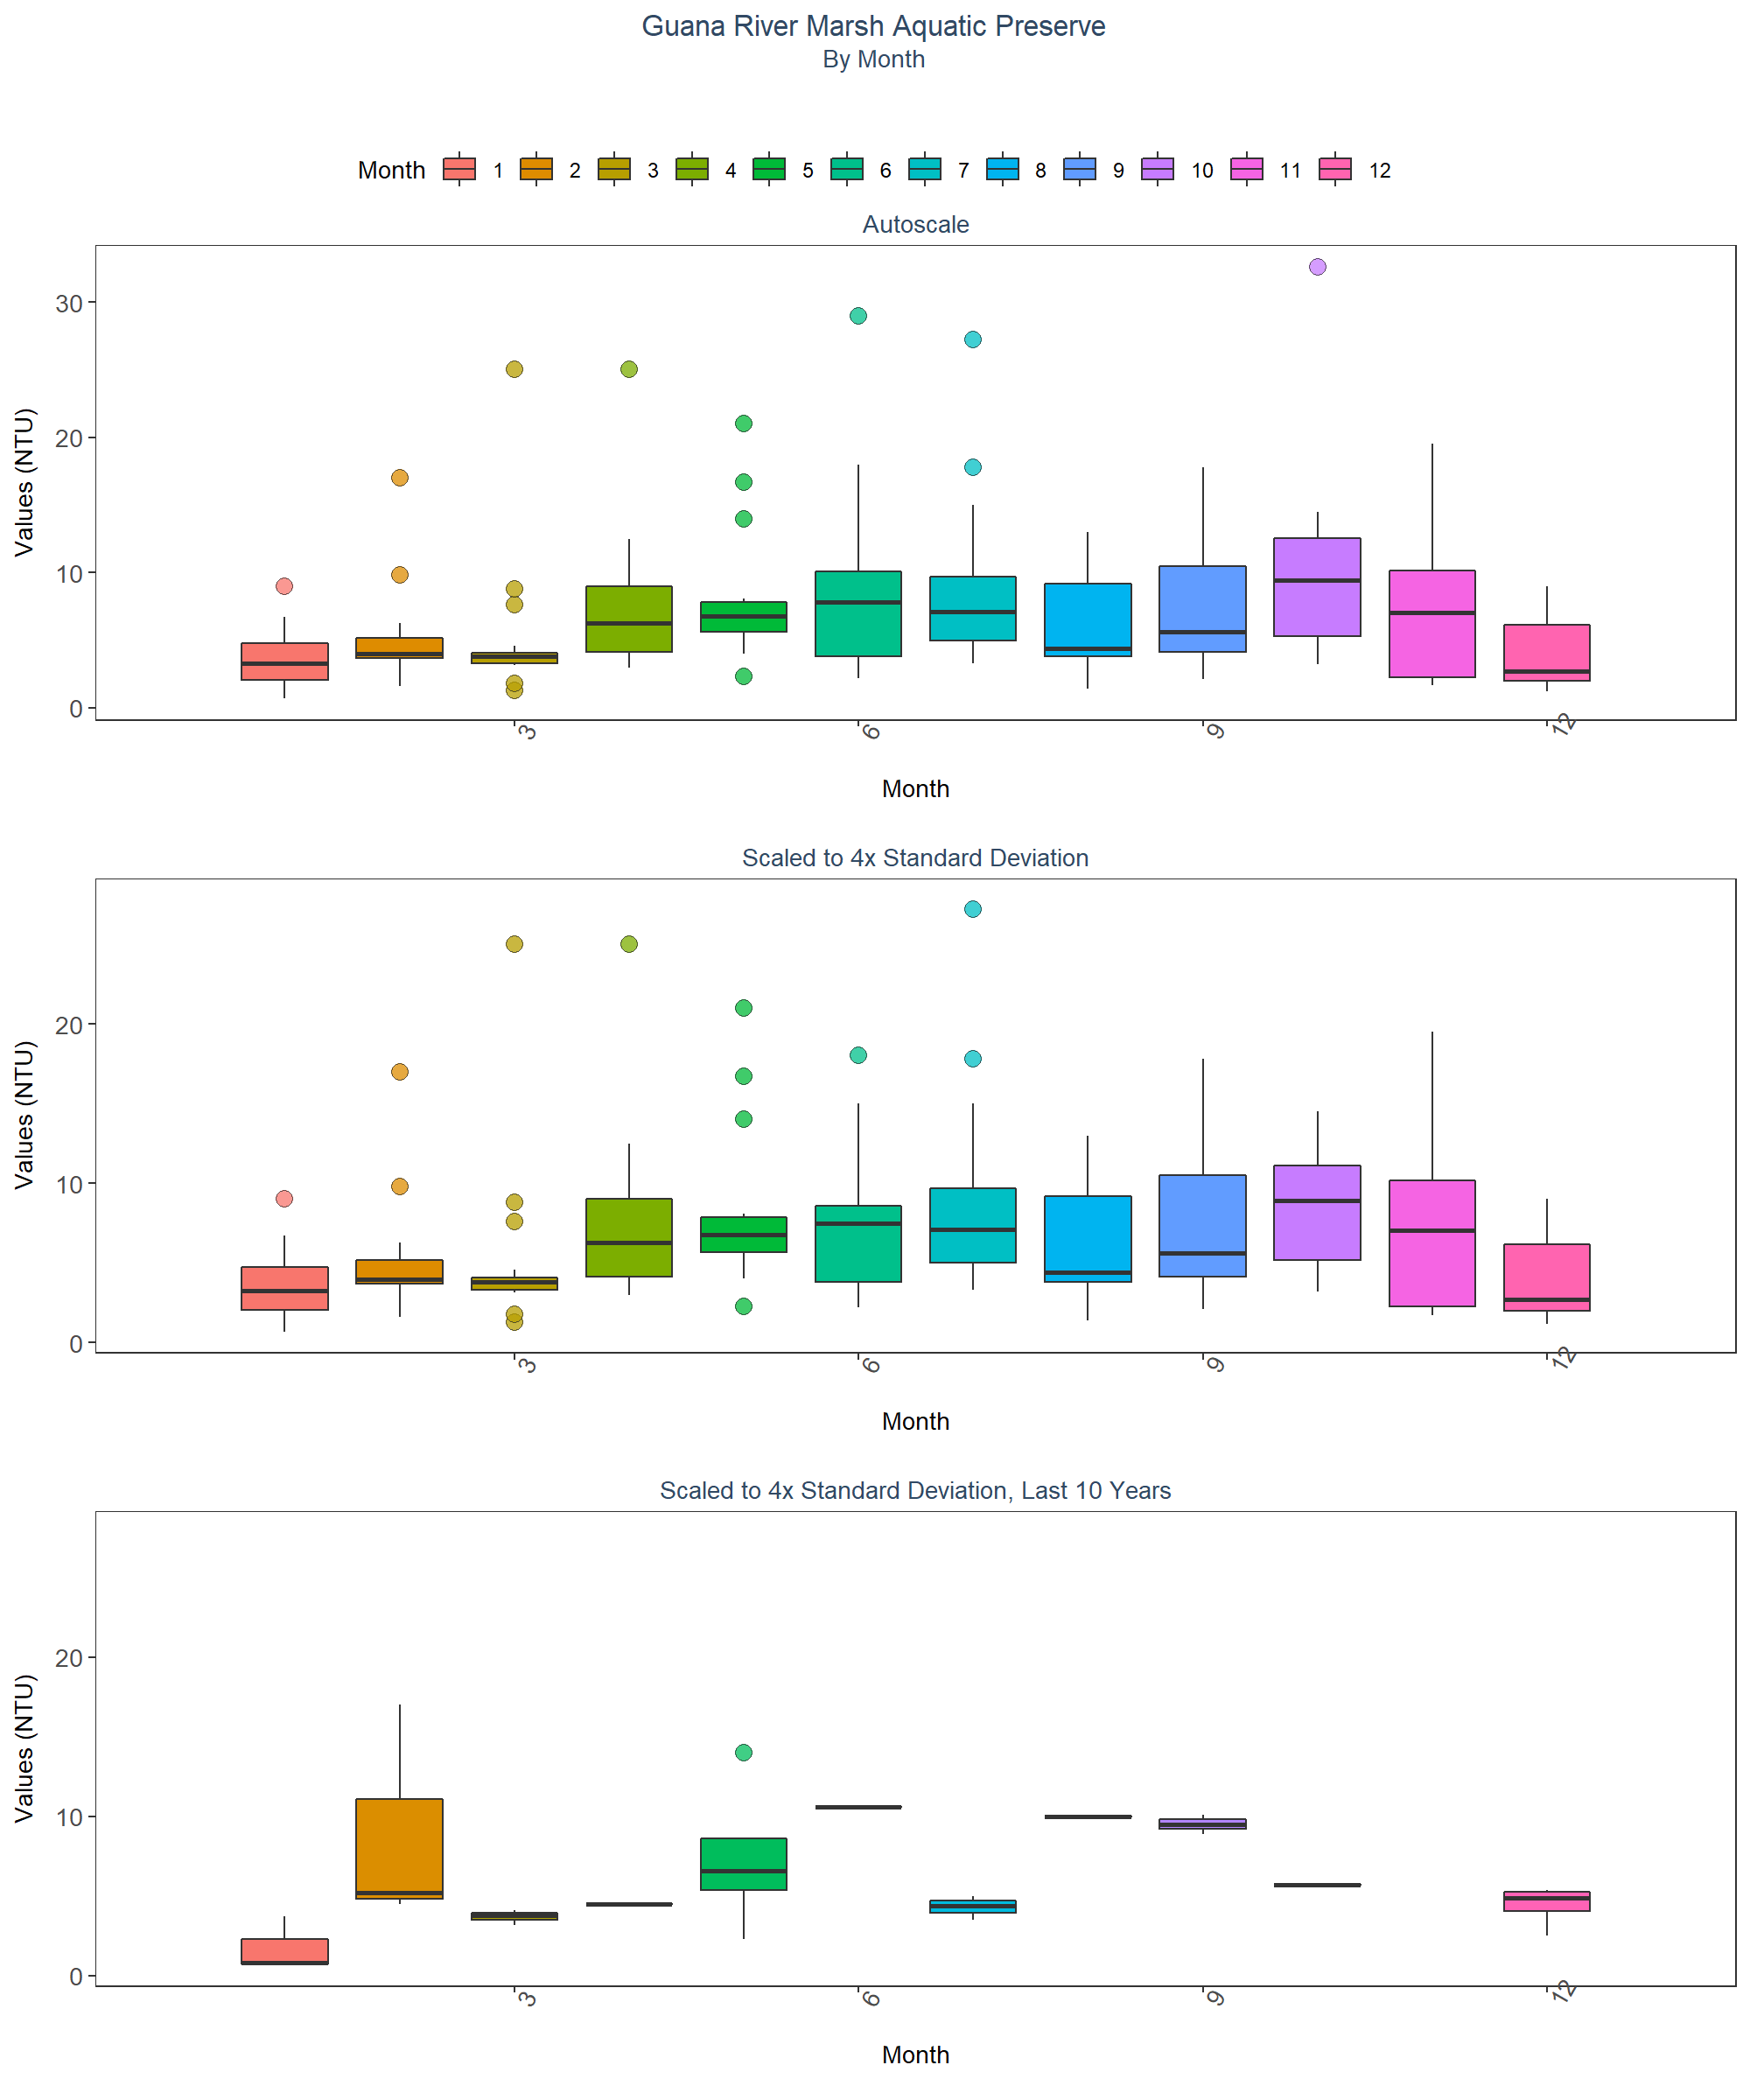 Guana River Marsh Aquatic Preserve
By Month
Month 1 2 3 4 5 6 7 8 9 10 11 12
Autoscale
Values (NTU)
30
20
10
0
3 6 9 12
Month
Scaled to 4x Standard Deviation
Values (NTU)
20
10
0
3 6 9 12
Month
Scaled to 4x Standard Deviation, Last 10 Years
Values (NTU)
20
10
0
3 6 9 12
Month